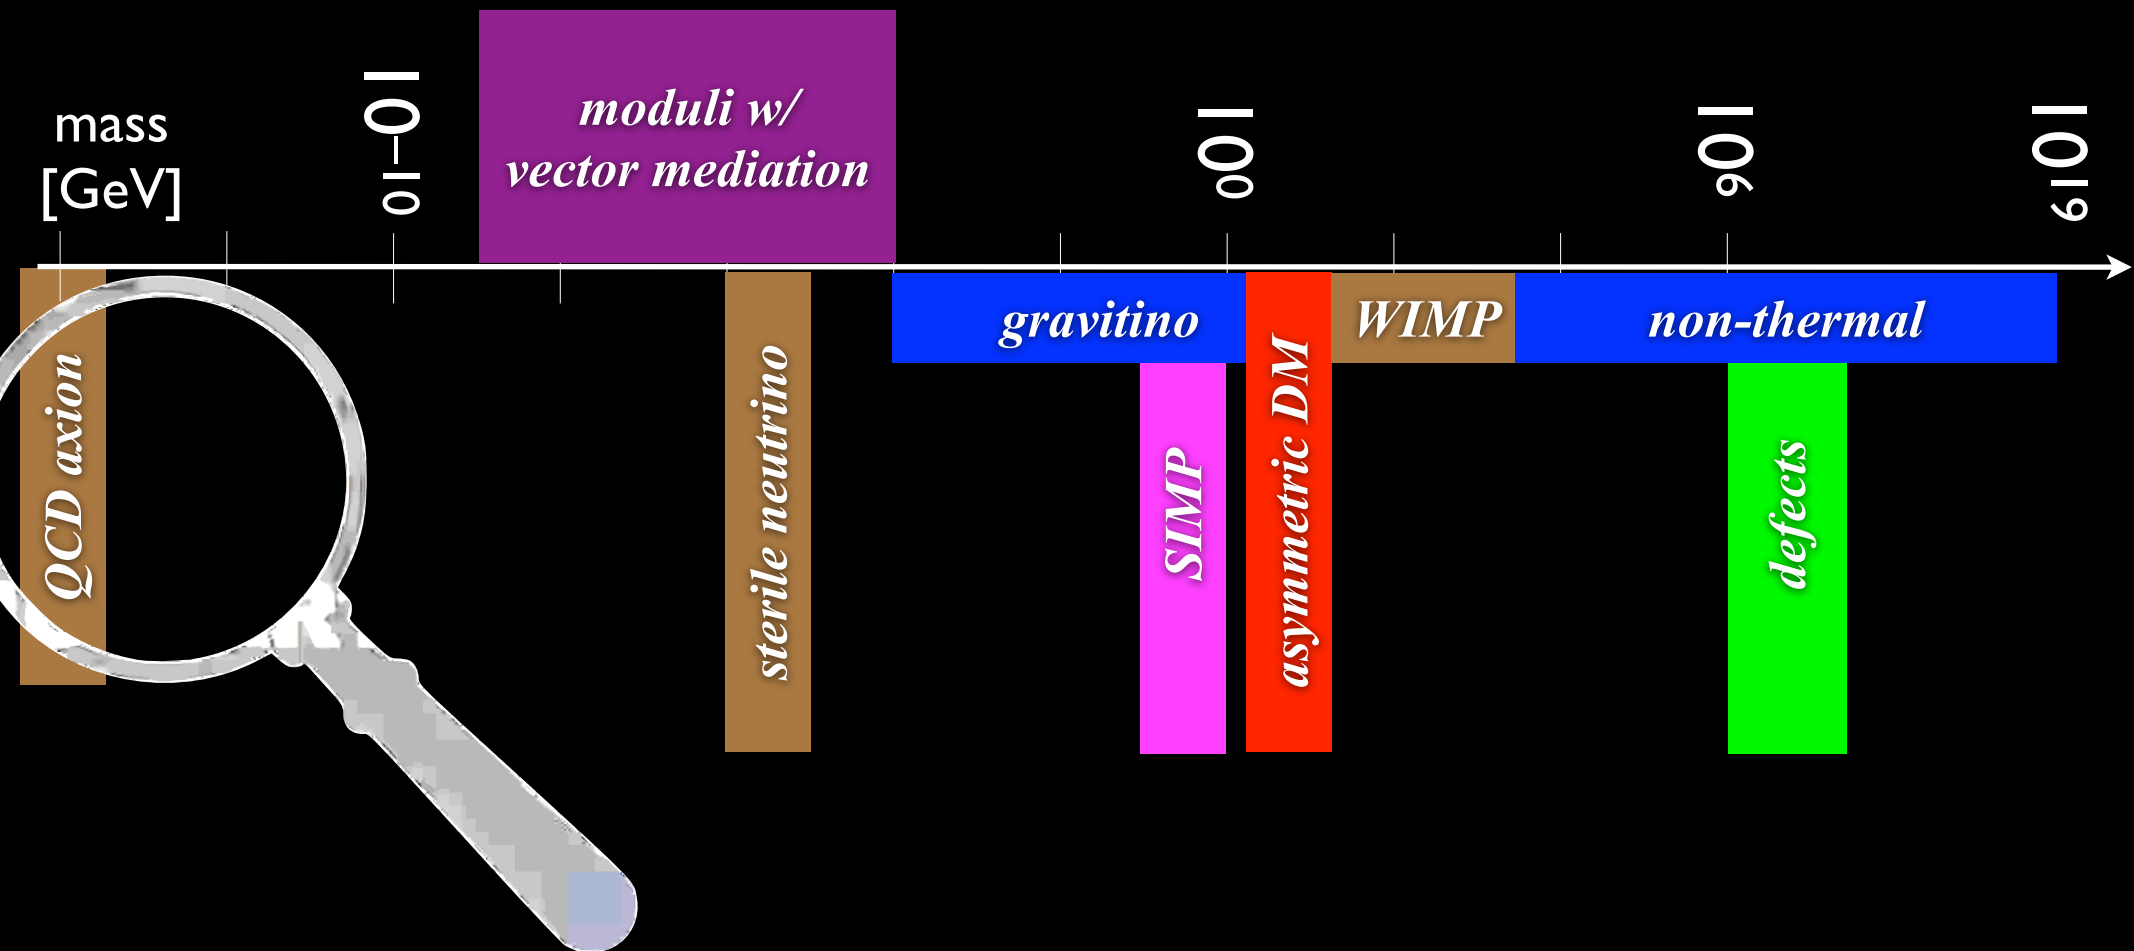 mass
[GeV]
10⁻¹⁰
moduli w/
vector mediation
10⁰
10⁶
10¹⁹
QCD axion
sterile neutrino
gravitino
SIMP
asymmetric DM
WIMP
non-thermal
defects